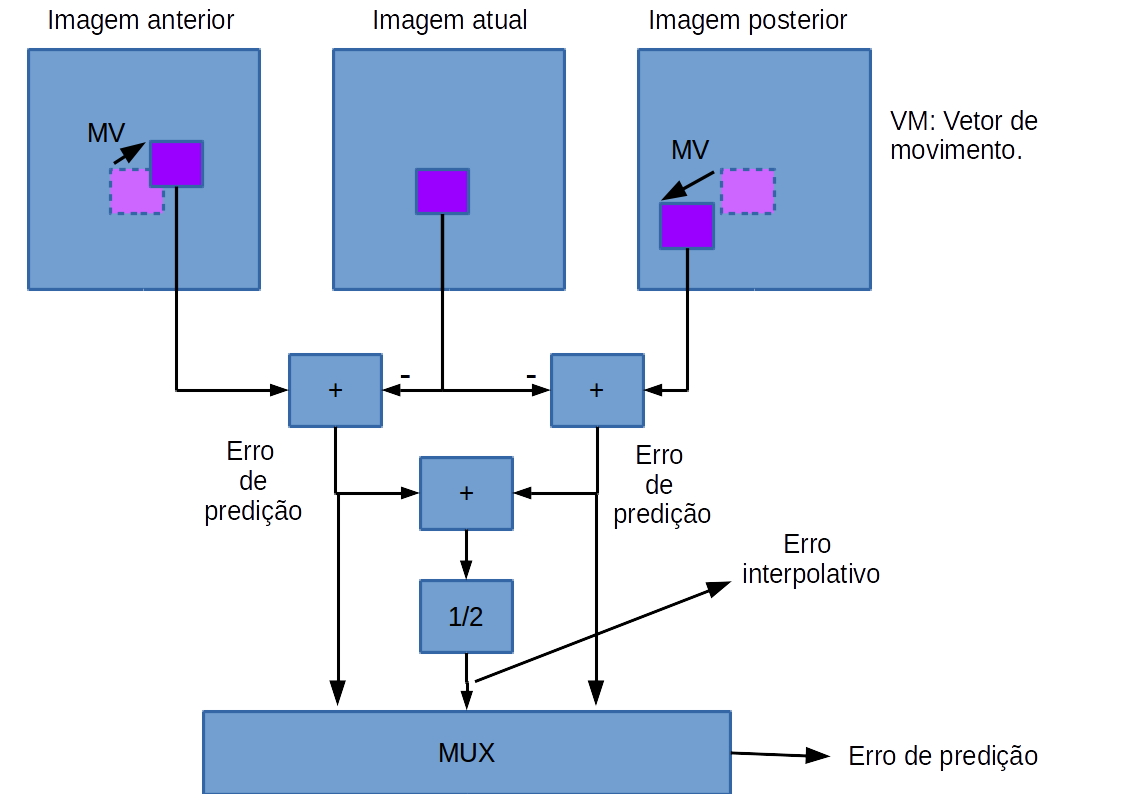 Imagem anterior
Imagem atual
Imagem posterior
MV
MV
VM: Vetor de
movimento.
+
-
-
+
Erro
de
predição
+
Erro
de
predição
Erro
interpolativo
1/2
MUX
Erro de predição